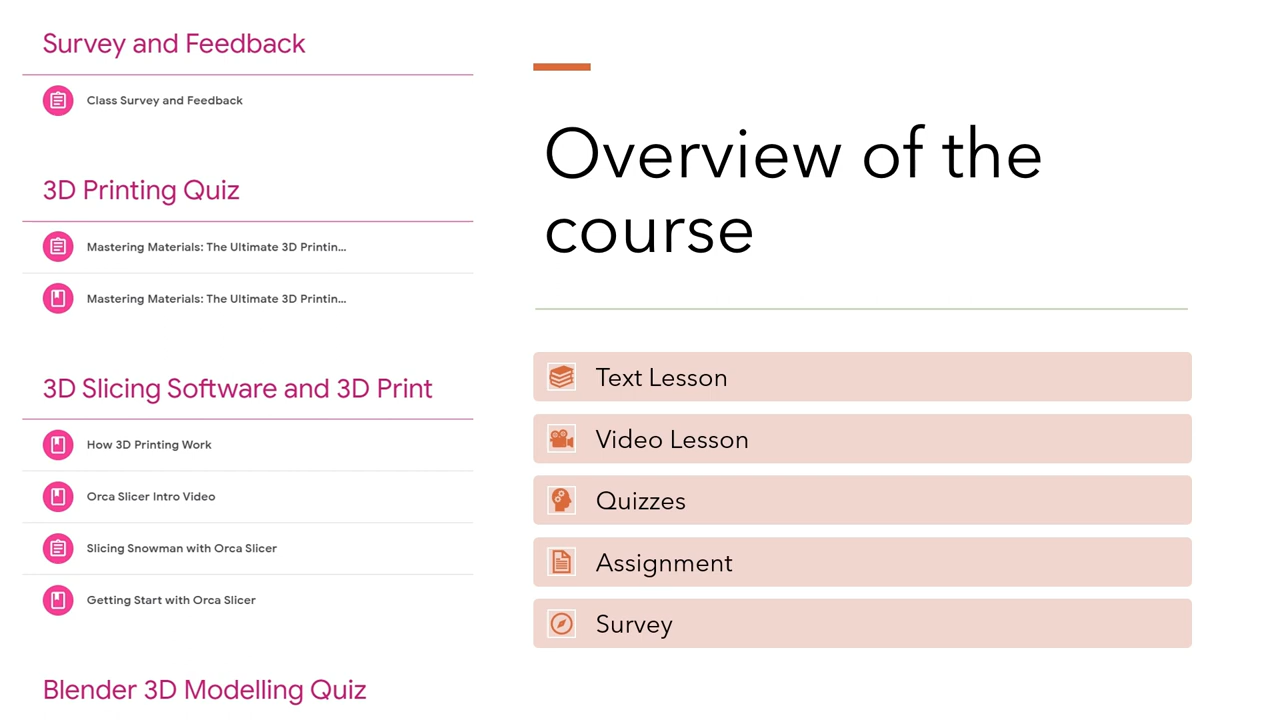 Survey and Feedback
Class Survey and Feedback
3D Printing Quiz
Mastering Materials: The Ultimate 3D Printin...
Mastering Materials: The Ultimate 3D Printin...
3D Slicing Software and 3D Print
How 3D Printing Work
Orca Slicer Intro Video
Slicing Snowman with Orca Slicer
Getting Start with Orca Slicer
Blender 3D Modelling Quiz
Overview of the
course
Text Lesson
Video Lesson
Quizzes
Assignment
Survey